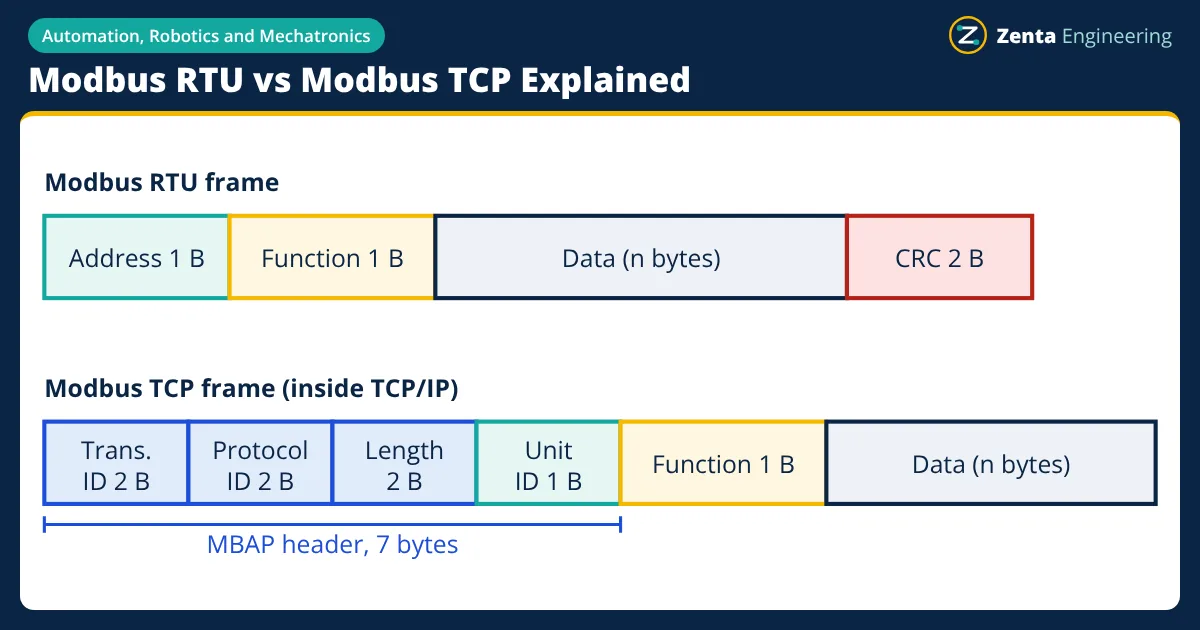 Automation, Robotics and Mechatronics
Zenta Engineering
Modbus RTU vs Modbus TCP Explained
Modbus RTU frame
Address 1 B
Function 1 B
Data (n bytes)
CRC 2 B
Modbus TCP frame (inside TCP/IP)
Trans.
ID 2 B
Protocol
ID 2 B
Length
2 B
Unit
ID 1 B
Function 1 B
Data (n bytes)
MBAP header, 7 bytes